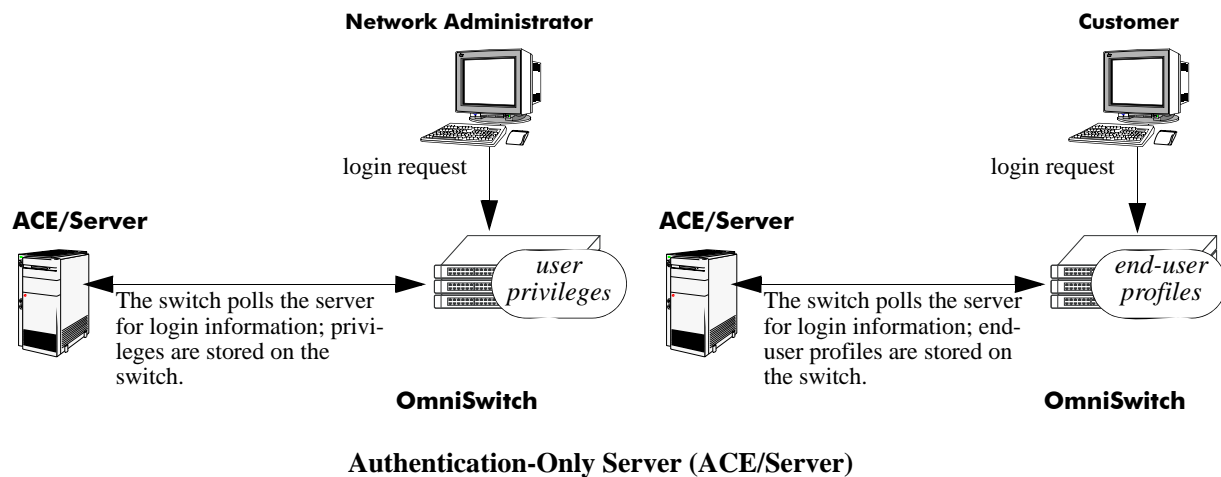 Network Administrator
login request
ACE/Server
user
privileges
The switch polls the server
for login information; privi-
leges are stored on the
switch.
OmniSwitch
Customer
login request
ACE/Server
end-user
profiles
The switch polls the server
for login information; end-
user profiles are stored on
the switch.
OmniSwitch
Authentication-Only Server (ACE/Server)